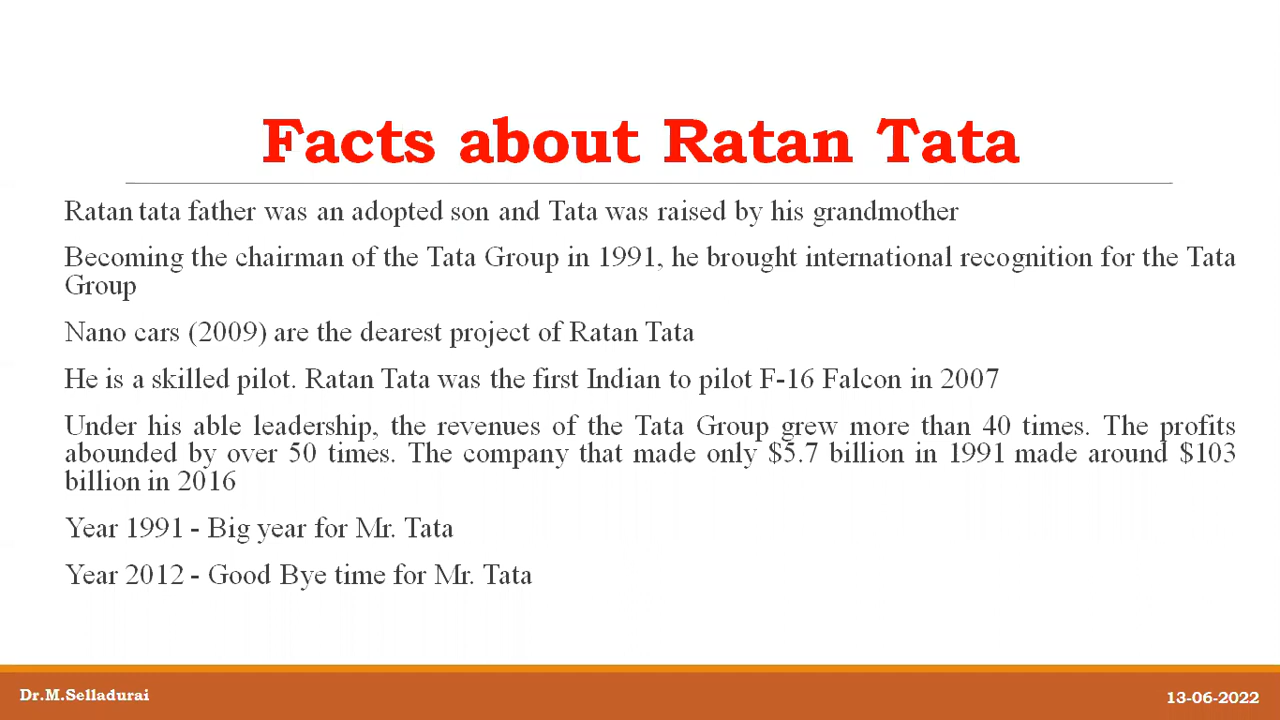 Facts about Ratan Tata
Ratan tata father was an adopted son and Tata was raised by his grandmother
Becoming the chairman of the Tata Group in 1991, he brought international recognition for the Tata
Group
Nano cars (2009) are the dearest project of Ratan Tata
He is a skilled pilot. Ratan Tata was the first Indian to pilot F-16 Falcon in 2007
Under his able leadership, the revenues of the Tata Group grew more than 40 times. The profits
abounded by over 50 times. The company that made only $5.7 billion in 1991 made around $103
billion in 2016
Year 1991 - Big year for Mr. Tata
Year 2012 - Good Bye time for Mr. Tata
Dr.M.Selladurai
13-06-2022